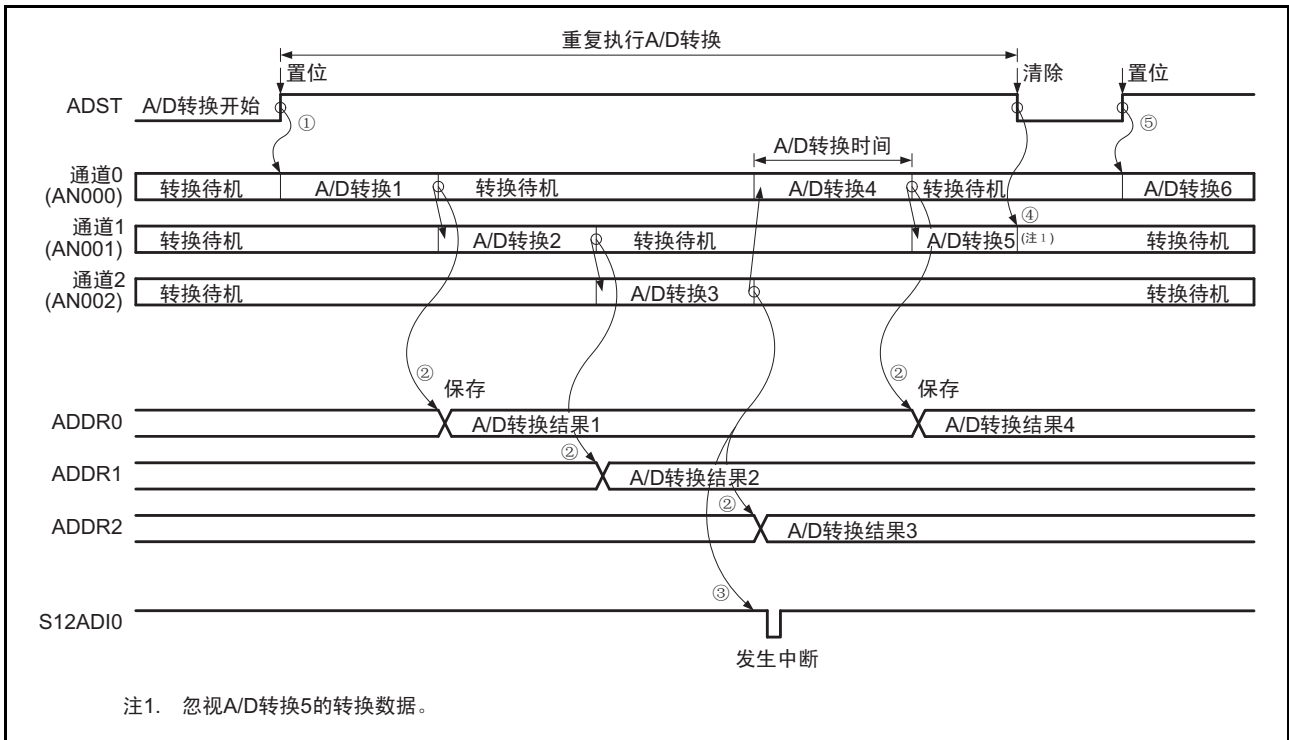 重复执行A/D转换
置位
清除
置位
ADST
A/D转换开始
①
⑤
A/D转换时间
通道0
(AN000)
转换待机
A/D转换1
转换待机
A/D转换4
转换待机
A/D转换6
④
通道1
(AN001)
转换待机
A/D转换2
转换待机
A/D转换5
(注1)
转换待机
通道2
(AN002)
转换待机
A/D转换3
转换待机
②
保存
②
保存
ADDR0
A/D转换结果1
A/D转换结果4
②
ADDR1
A/D转换结果2
②
ADDR2
A/D转换结果3
③
S12ADI0
发生中断
注1. 忽视A/D转换5的转换数据。